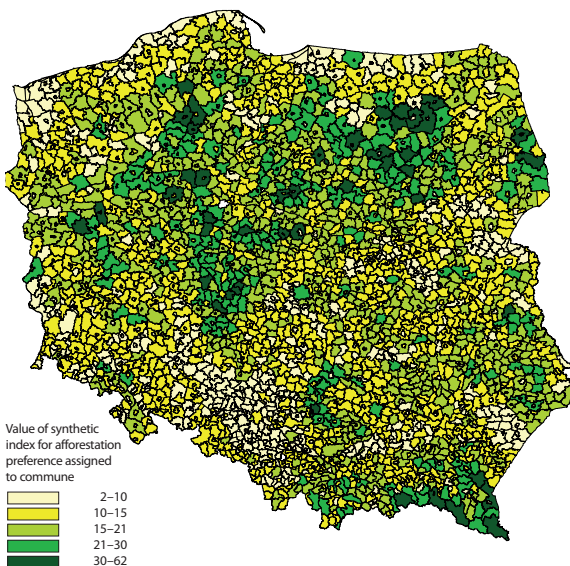 Value of synthetic
index for afforestation
preference assigned
to commune
2–10
10–15
15–21
21–30
30–62